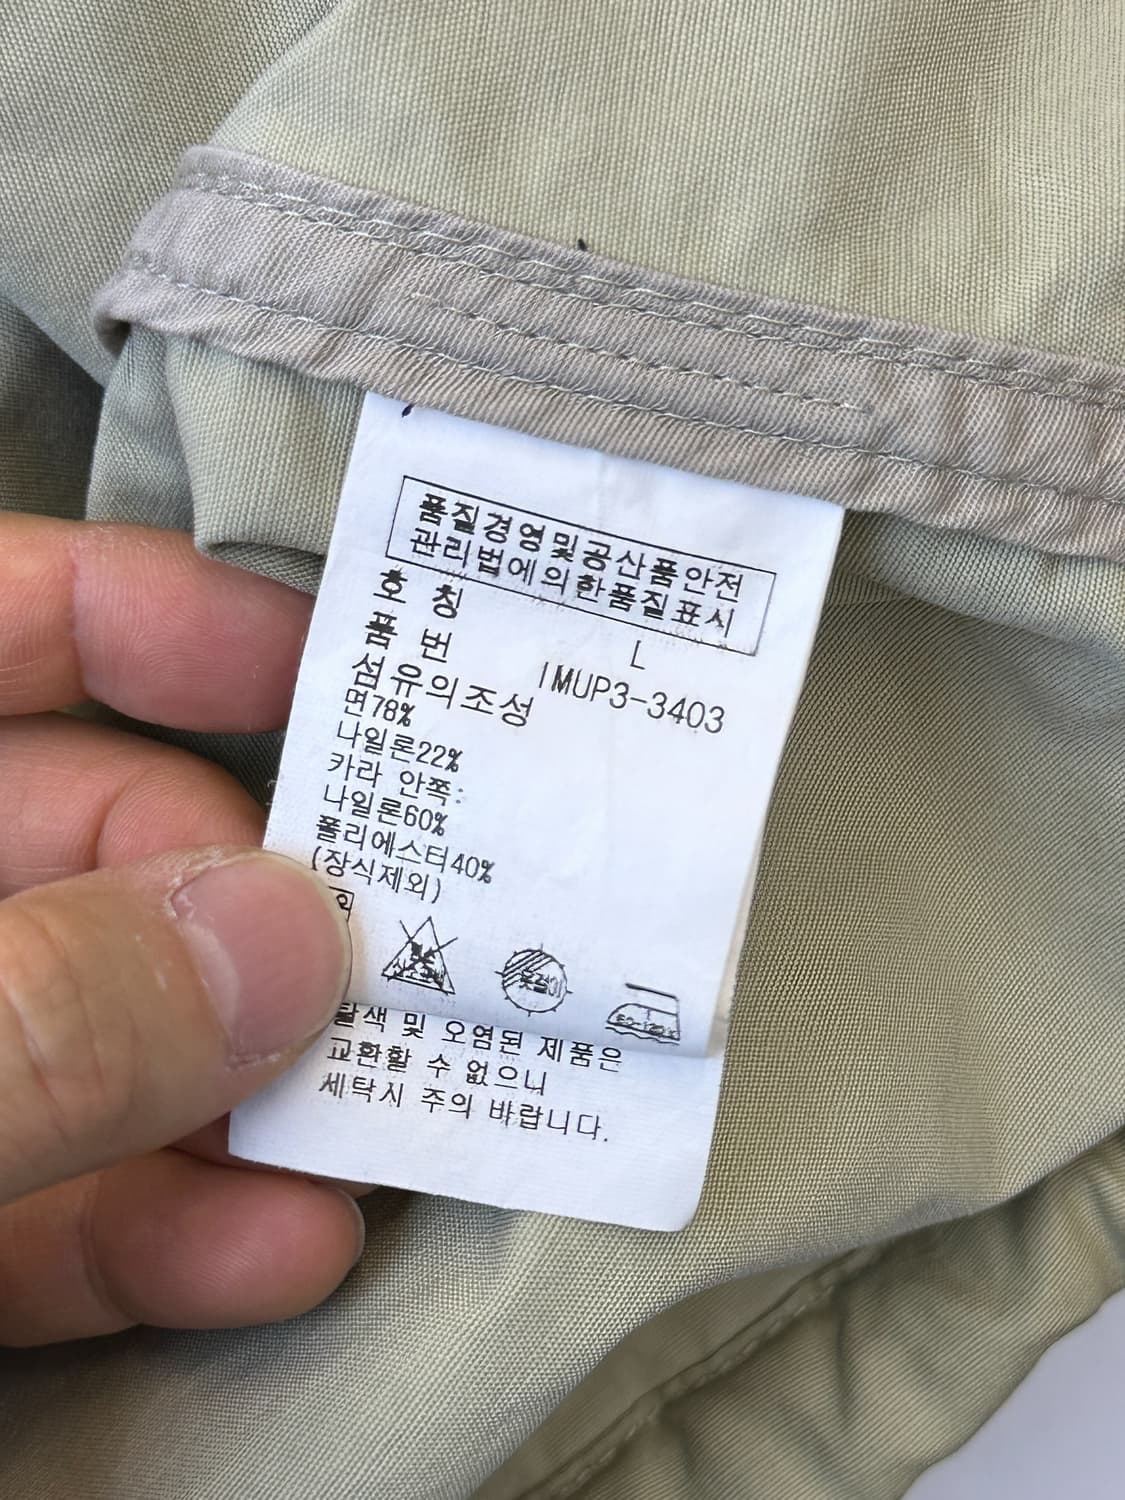 품질경영및공산품안전
관리법에의한품질표시
호 칭 L
품 번 IMUP3-3403
섬유의조성
면78%
나일론22%
카라 안쪽:
나일론60%
폴리에스터40%
(장식제외)
옷걸이
탈색 및 오염된 제품은
교환할 수 없으니
세탁시 주의 바랍니다.